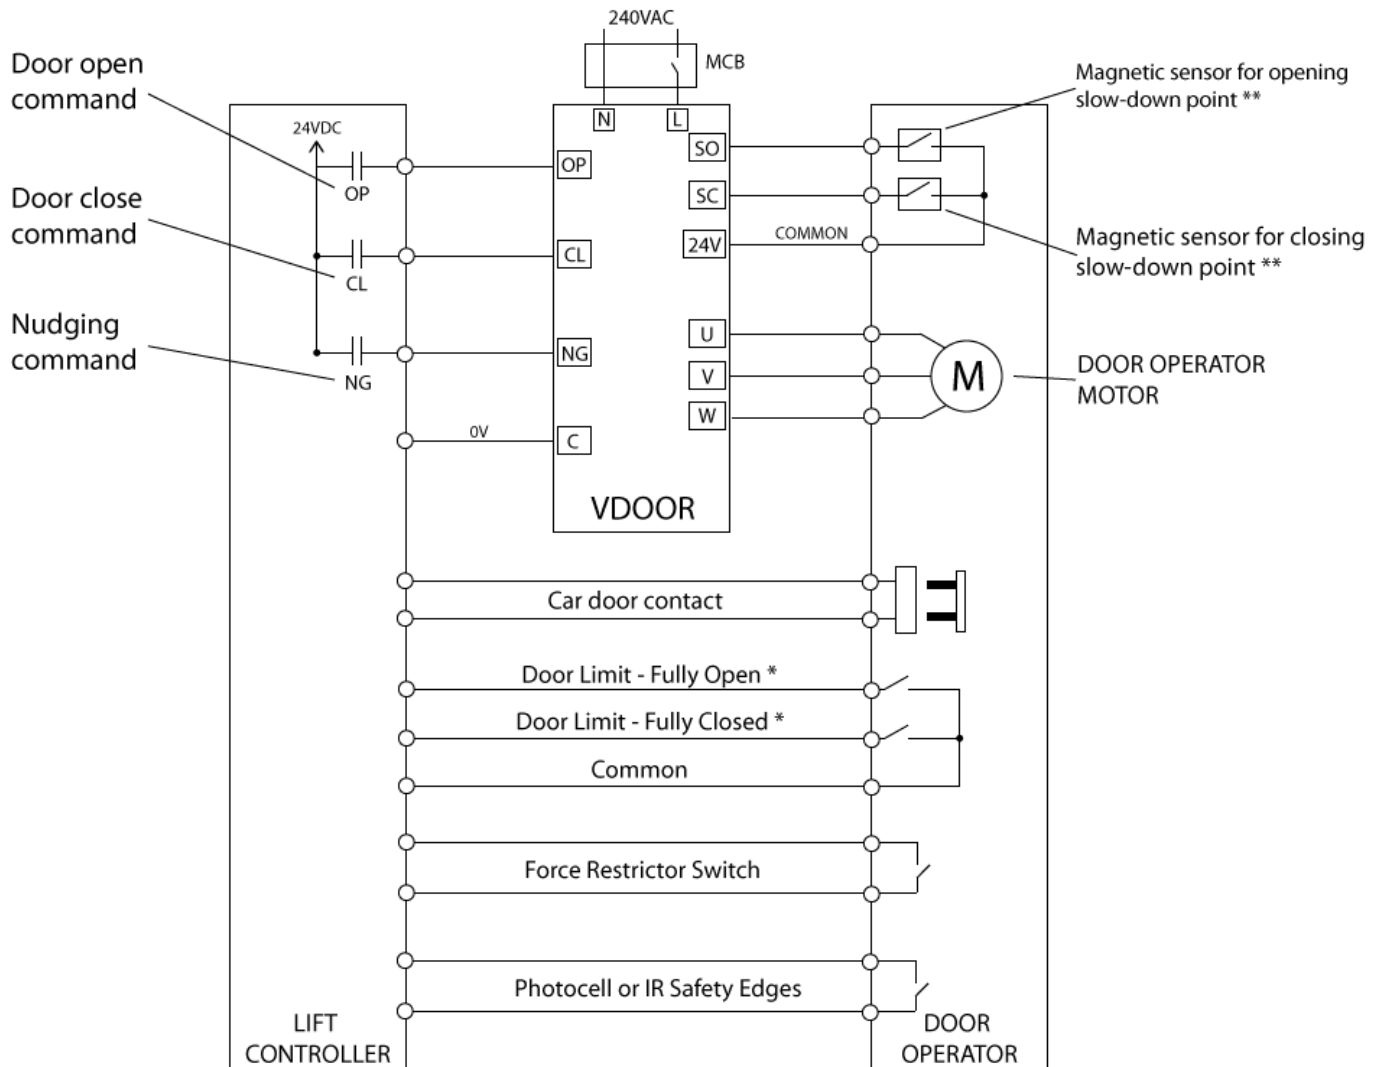 240VAC
MCB
Door open
command
Magnetic sensor for opening
slow-down point **
24VDC
N
L
SO
OP
OP
Door close
command
SC
COMMON
24V
Magnetic sensor for closing
slow-down point **
CL
CL
Nudging
command
U
NG
NG
V
M
DOOR OPERATOR
MOTOR
W
0V
C
VDOOR
Car door contact
Door Limit - Fully Open *
Door Limit - Fully Closed *
Common
Force Restrictor Switch
Photocell or IR Safety Edges
LIFT
CONTROLLER
DOOR
OPERATOR